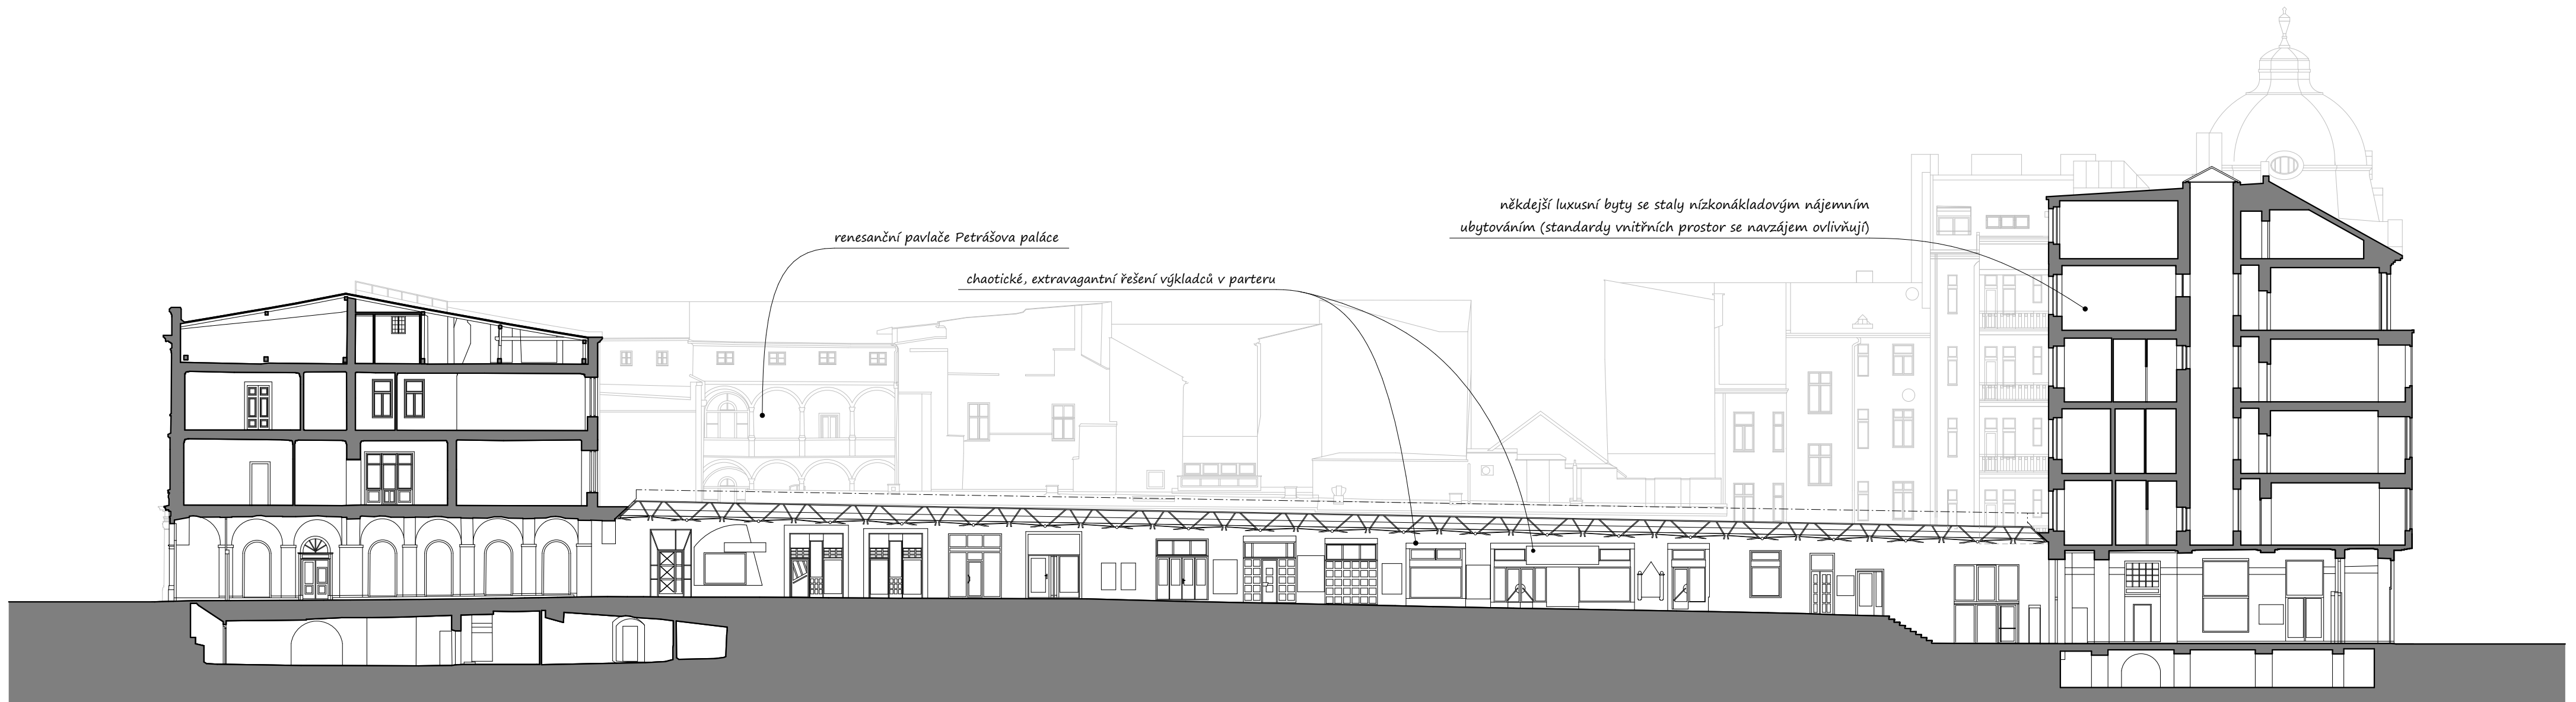 někdejší luxusní byty se staly nízkonákladovým nájemním
ubytováním (standardy vnitřních prostor se navzájem ovlivňují)
renesanční pavlače Petrášova paláce
chaotické, extravagantní řešení výkladců v parteru